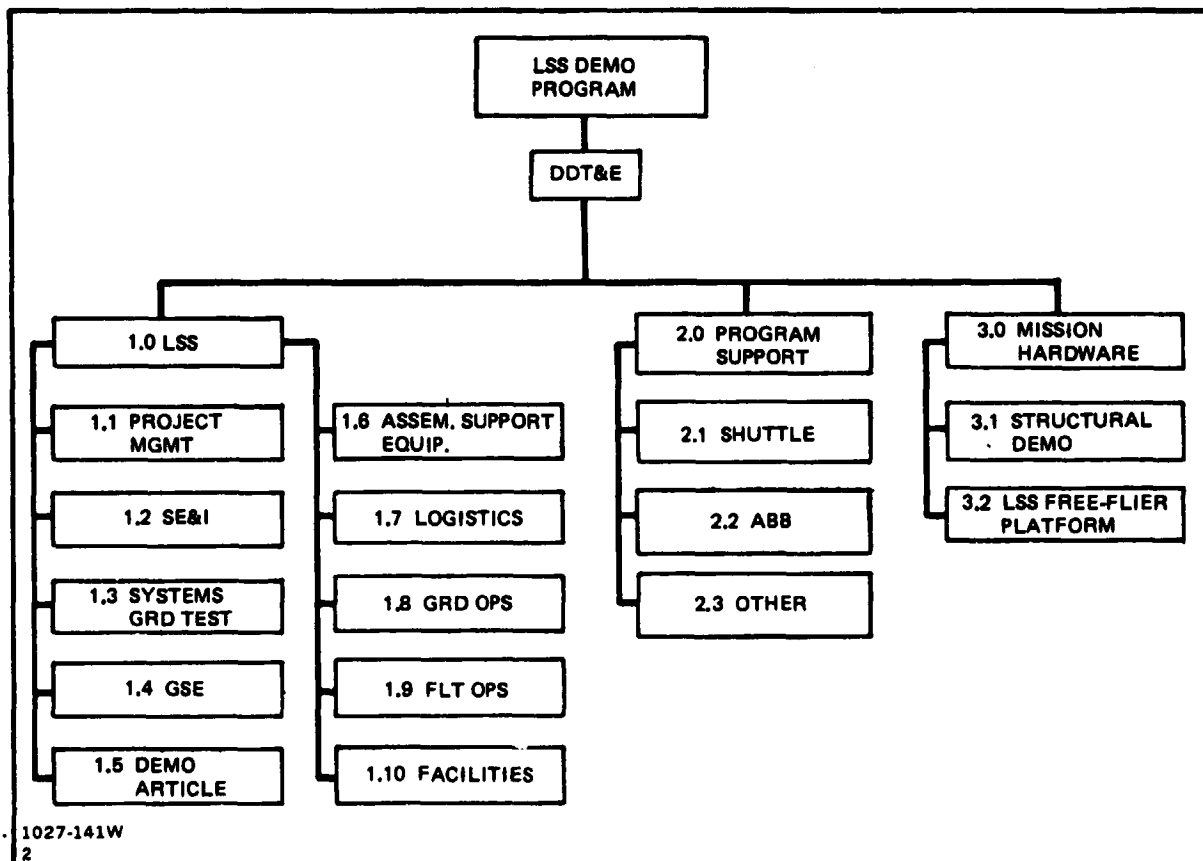 LSS DEMO
PROGRAM
DDT&E
1.0 LSS
1.1 PROJECT
MGMT
1.2 SE&I
1.3 SYSTEMS
GRD TEST
1.4 GSE
1.5 DEMO
ARTICLE
1.6 ASSEM. SUPPORT
EQUIP.
1.7 LOGISTICS
1.8 GRD OPS
1.9 FLT OPS
1.10 FACILITIES
2.0 PROGRAM
SUPPORT
2.1 SHUTTLE
2.2 ABB
2.3 OTHER
3.0 MISSION
HARDWARE
3.1 STRUCTURAL
DEMO
3.2 LSS FREE-FLIER
PLATFORM
1027-141W
2